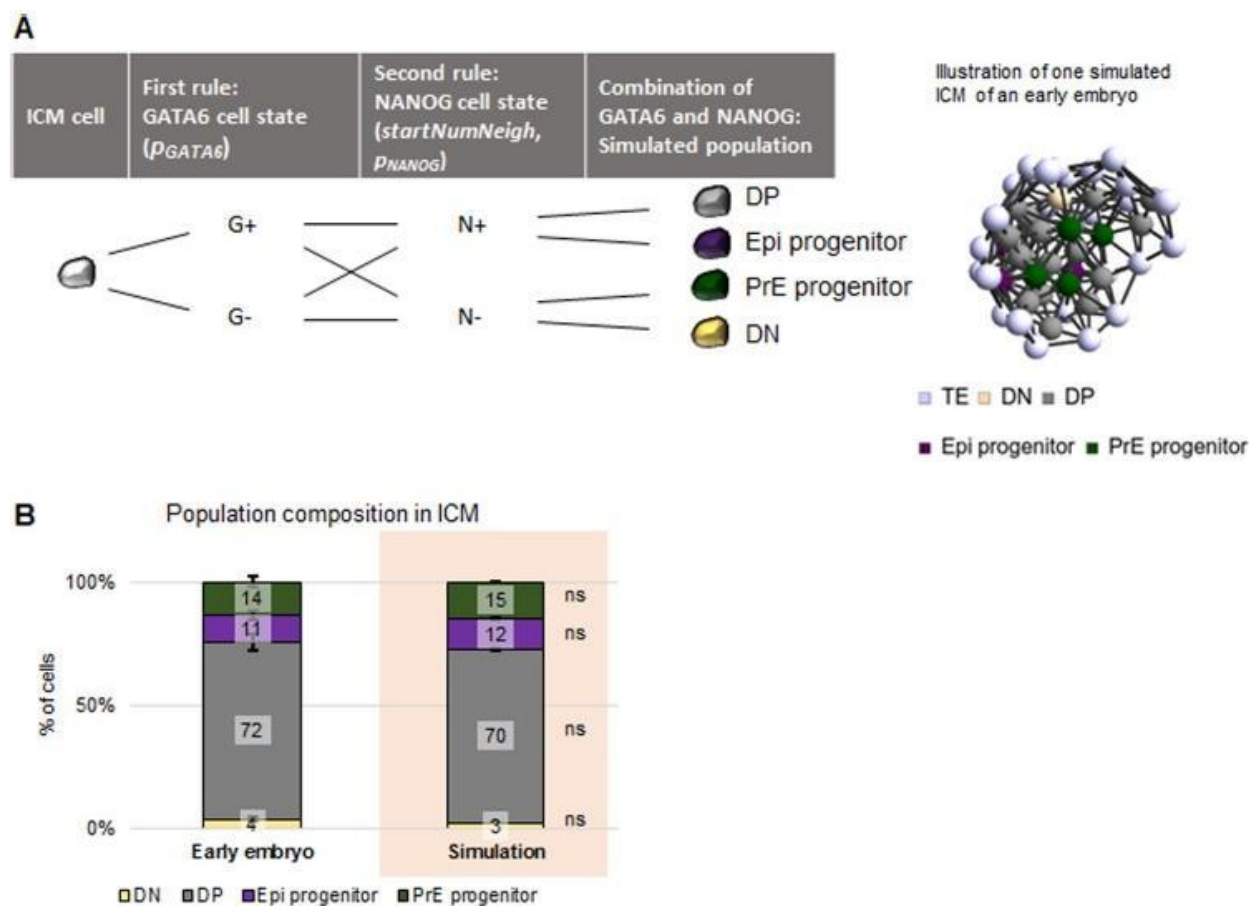 A
ICM cell
First rule:
GATA6 cell state
(pGATA6)
Second rule:
NANOG cell state
(startNumNeigh,
pNANOG)
Combination of
GATA6 and NANOG:
Simulated population
G+
G-
N+
N-
DP
Epi progenitor
PrE progenitor
DN
Illustration of one simulated
ICM of an early embryo
TE DN DP
Epi progenitor PrE progenitor
B
Population composition in ICM
% of cells
100%
50%
0%
14
11
72
4
15
12
70
3
ns
ns
ns
ns
Early embryo
Simulation
DN DP Epi progenitor PrE progenitor